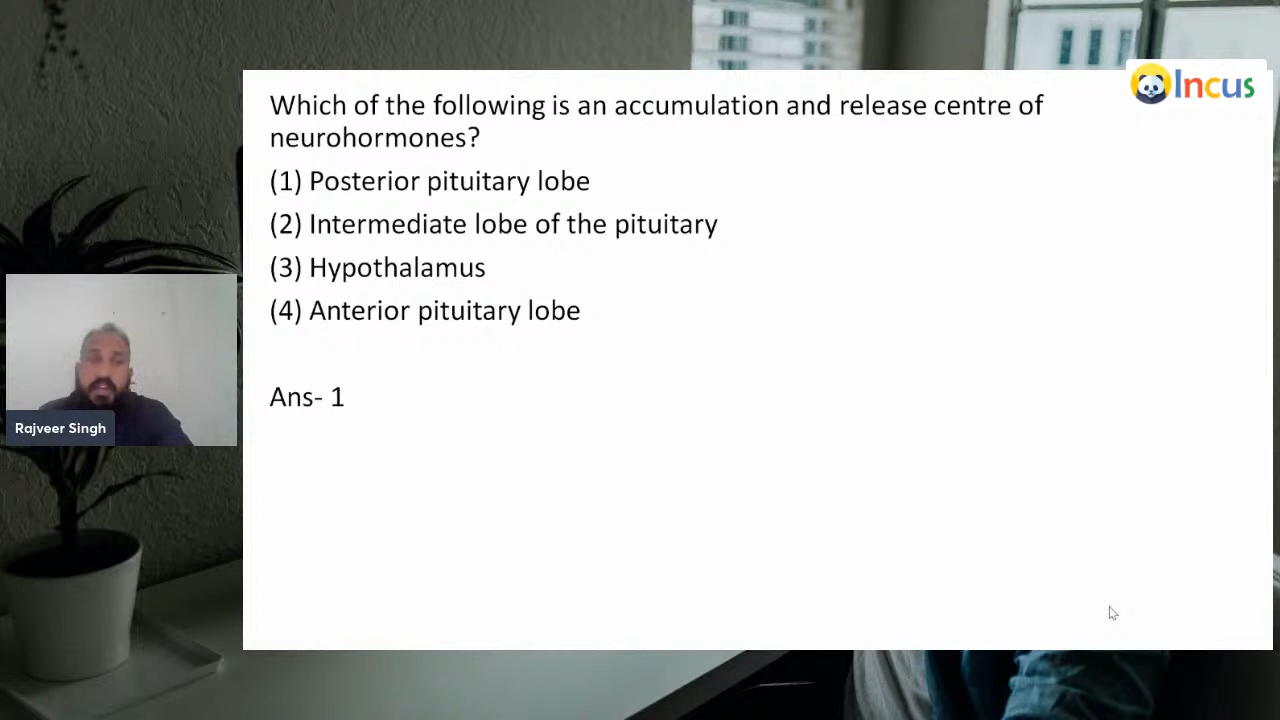 Incus
Which of the following is an accumulation and release centre of
neurohormones?
(1) Posterior pituitary lobe
(2) Intermediate lobe of the pituitary
(3) Hypothalamus
(4) Anterior pituitary lobe
Ans- 1
Rajveer Singh